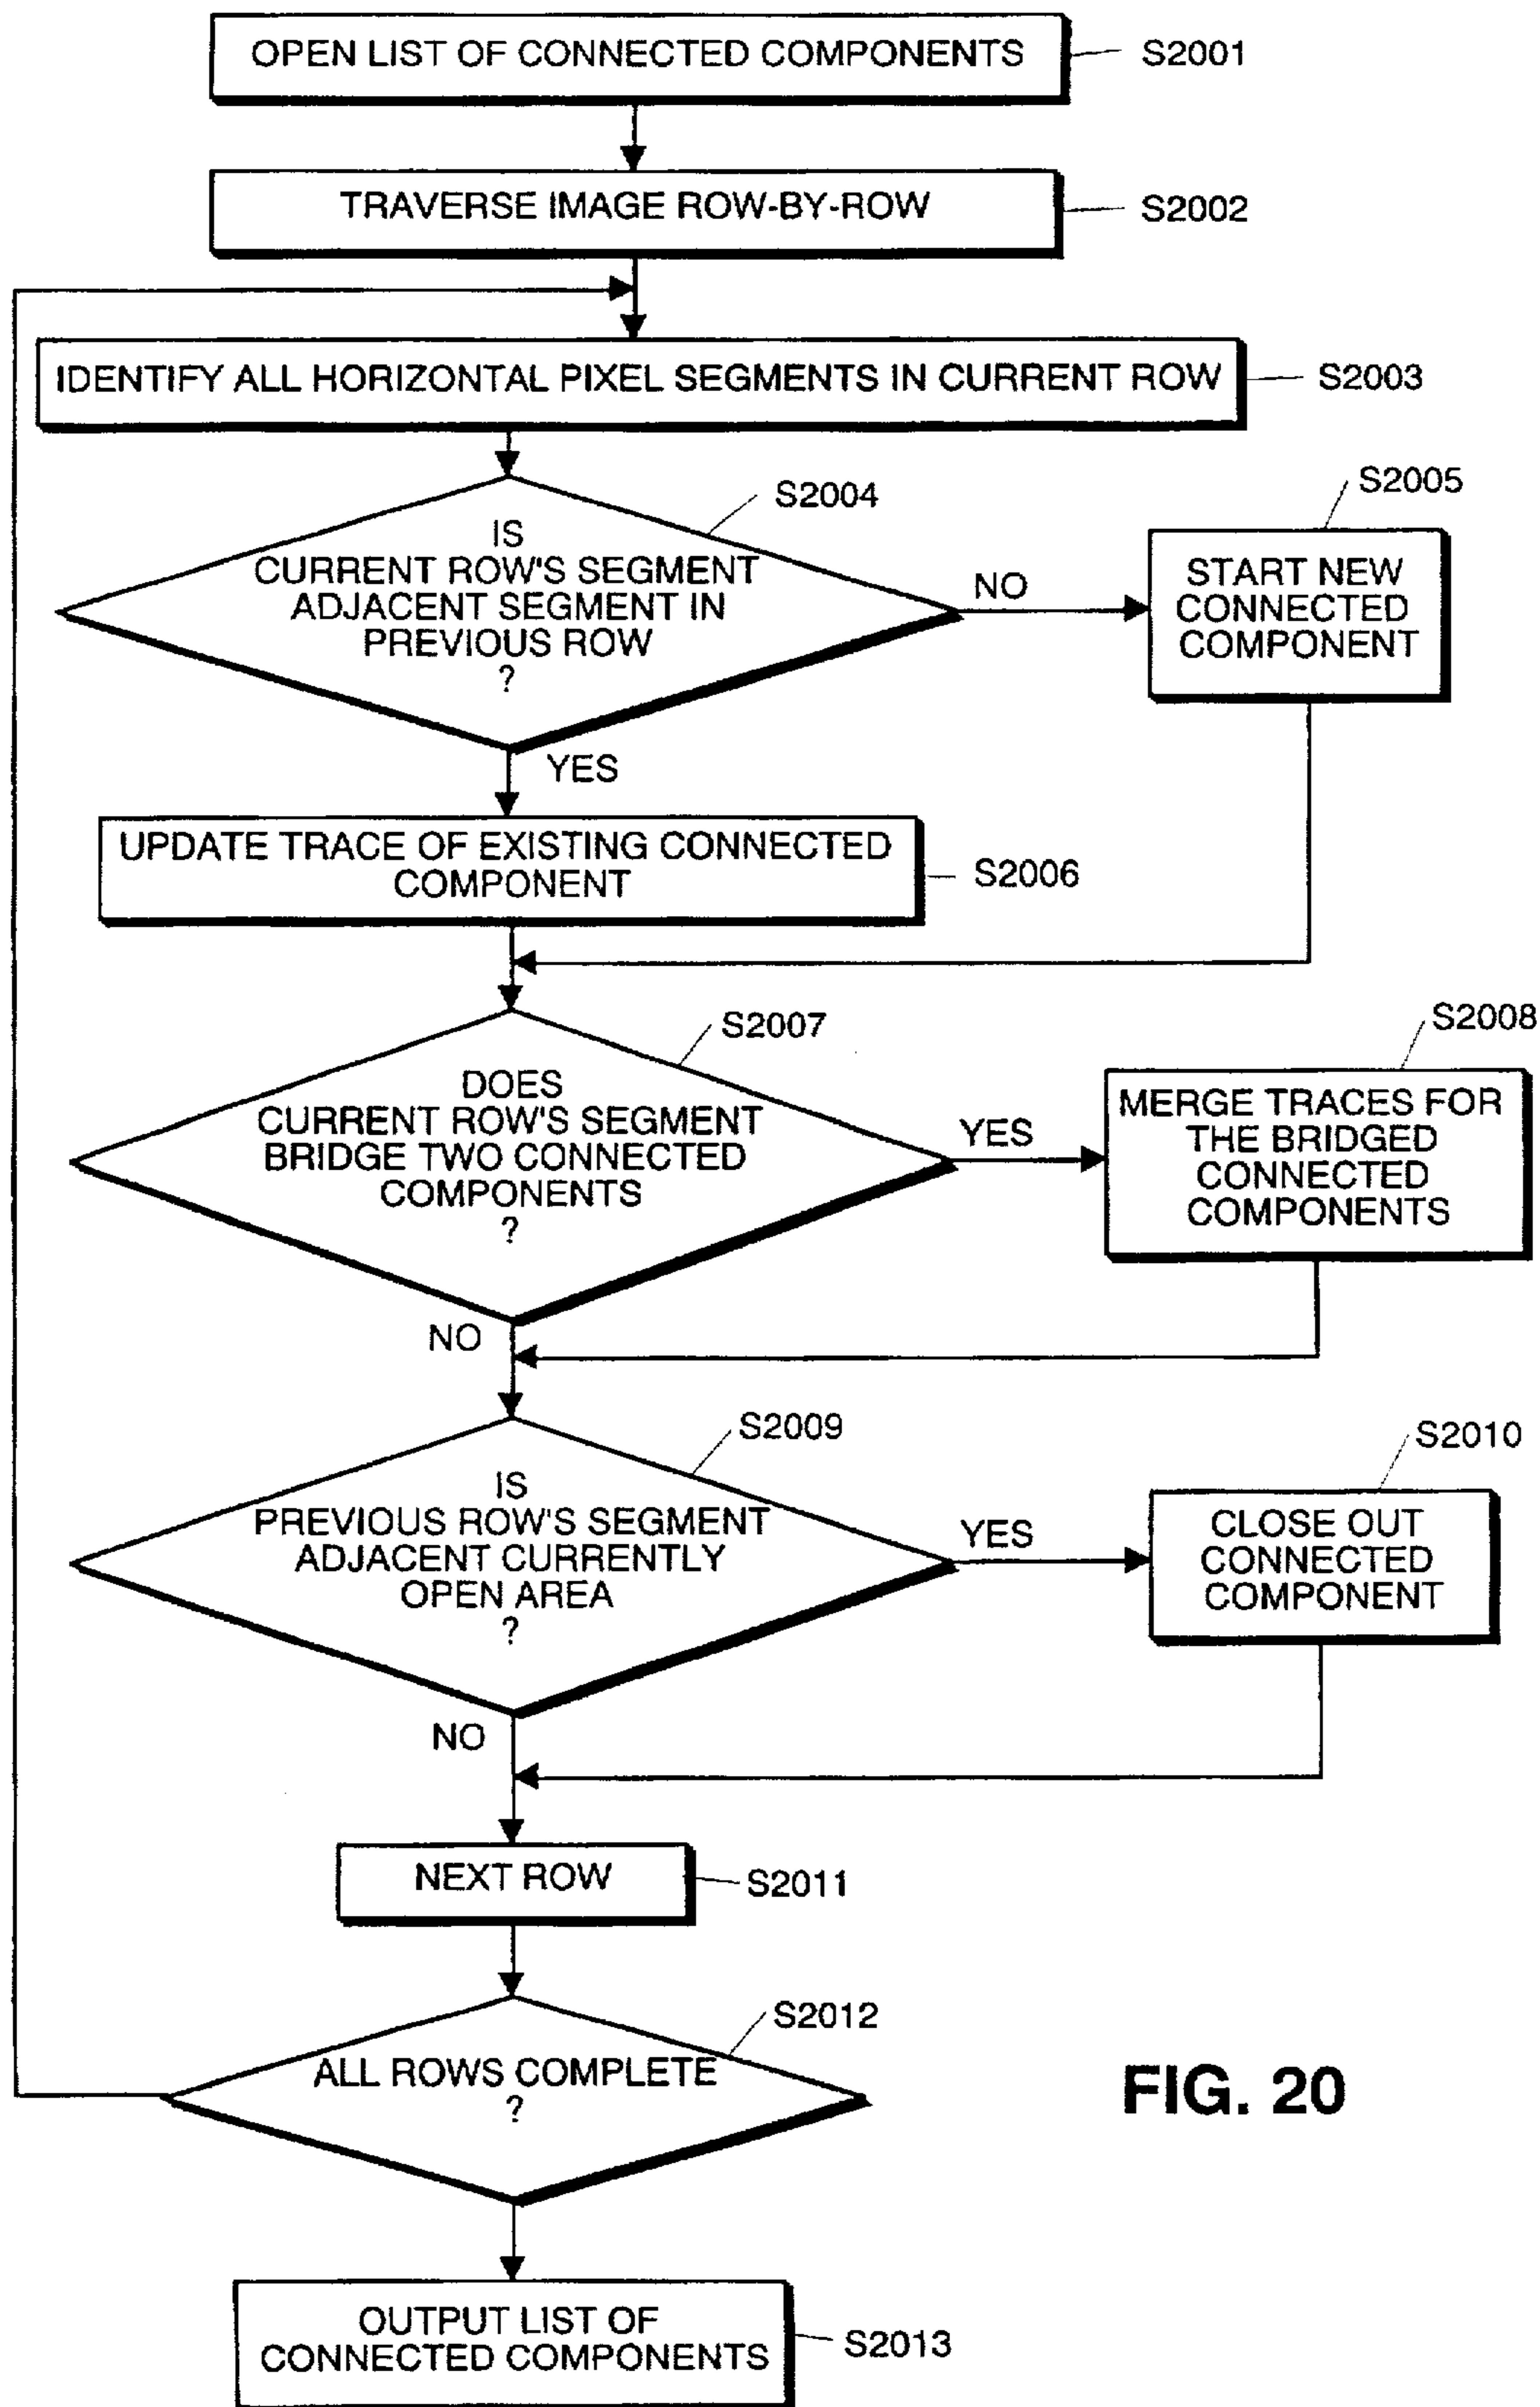 OPEN LIST OF CONNECTED COMPONENTS
S2001
TRAVERSE IMAGE ROW-BY-ROW
S2002
IDENTIFY ALL HORIZONTAL PIXEL SEGMENTS IN CURRENT ROW
S2003
S2004
IS
CURRENT ROW'S SEGMENT
ADJACENT SEGMENT IN
PREVIOUS ROW
?
NO
S2005
START NEW
CONNECTED
COMPONENT
YES
UPDATE TRACE OF EXISTING CONNECTED
COMPONENT
S2006
S2007
DOES
CURRENT ROW'S SEGMENT
BRIDGE TWO CONNECTED
COMPONENTS
?
YES
S2008
MERGE TRACES FOR
THE BRIDGED
CONNECTED
COMPONENTS
NO
S2009
IS
PREVIOUS ROW'S SEGMENT
ADJACENT CURRENTLY
OPEN AREA
?
YES
S2010
CLOSE OUT
CONNECTED
COMPONENT
NO
NEXT ROW
S2011
S2012
ALL ROWS COMPLETE
?
FIG. 20
OUTPUT LIST OF
CONNECTED COMPONENTS
S2013